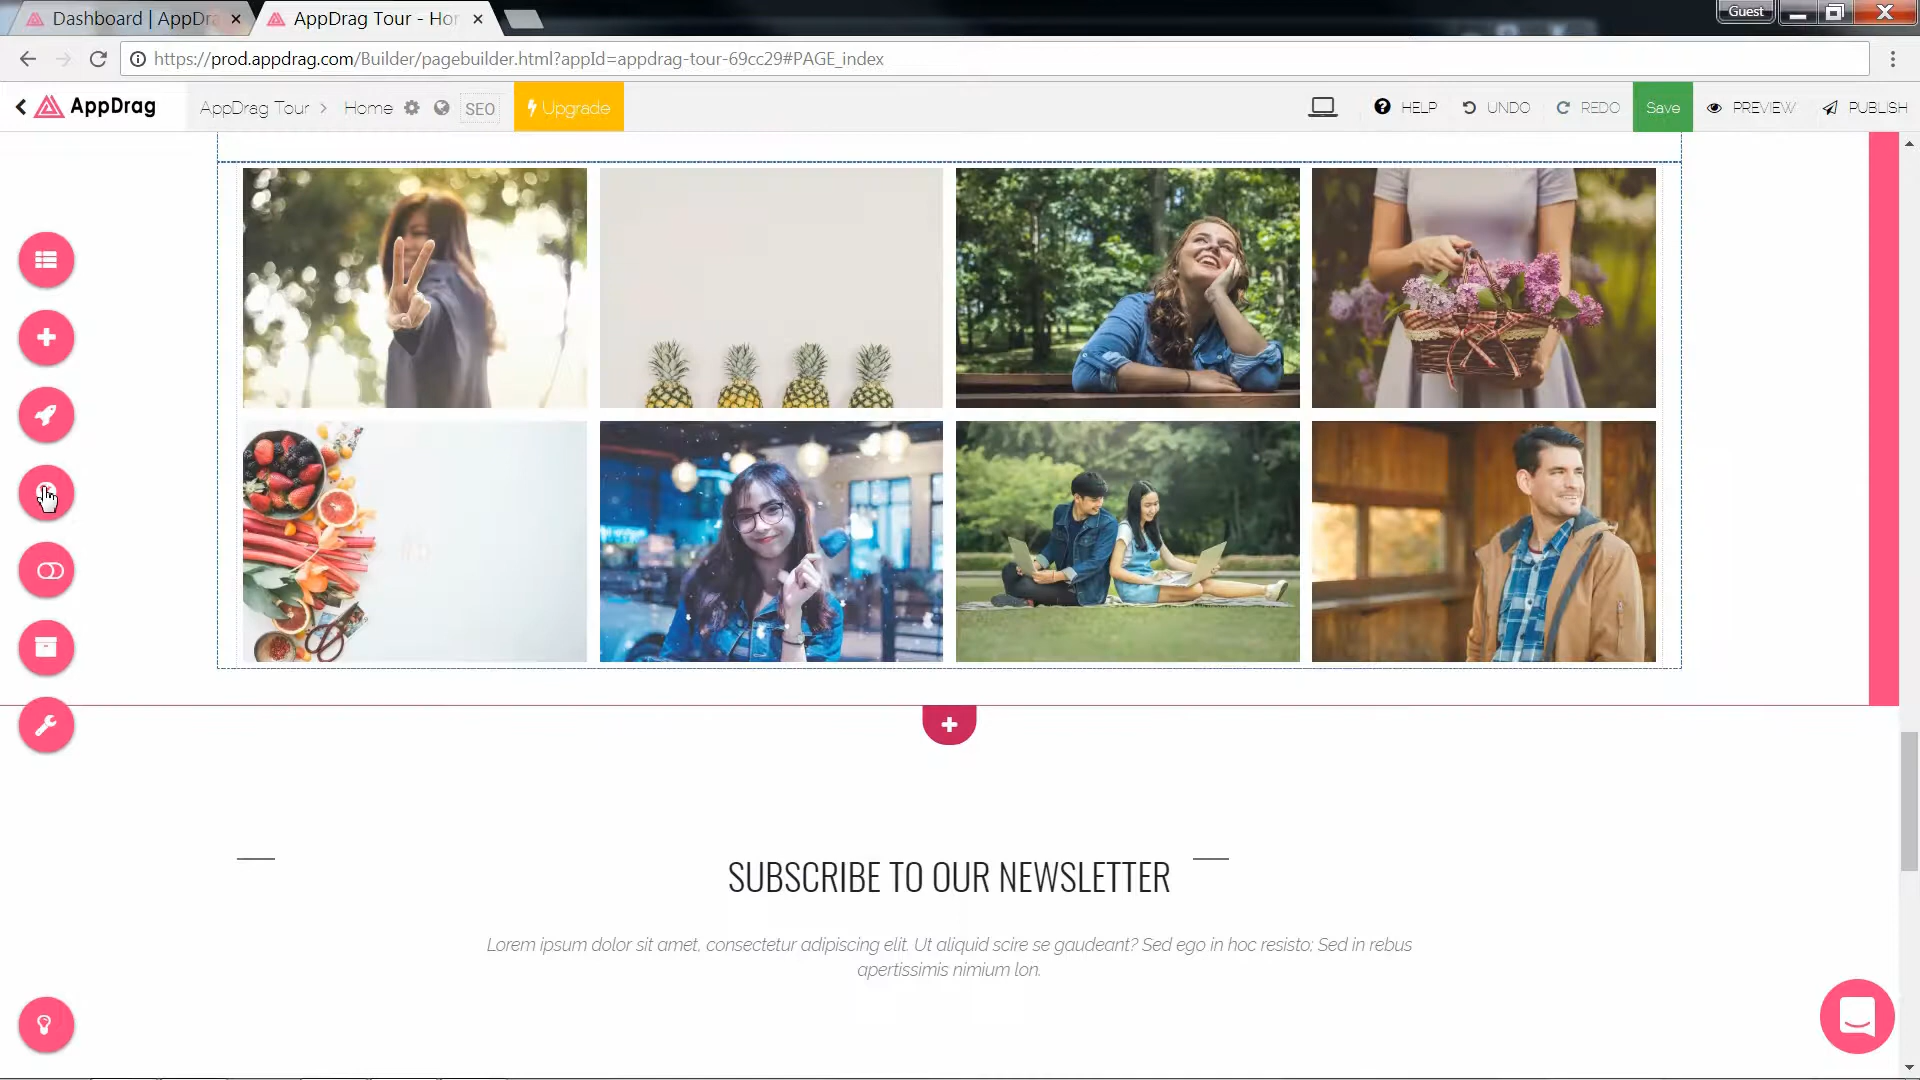 Dashboard | AppDra
AppDrag Tour - Hor
Guest
https://prod.appdrag.com/Builder/pagebuilder.html?appId=appdrag-tour-69cc29#PAGE_index
AppDrag
AppDrag Tour
Home
SEO
Upgrade
HELP
UNDO
REDO
Save
PREVIEW
PUBLISH
SUBSCRIBE TO OUR NEWSLETTER
Lorem ipsum dolor sit amet, consectetur adipiscing elit. Ut aliquid scire se gaudeant? Sed ego in hoc resisto; Sed in rebus
apertissimis nimium lon.